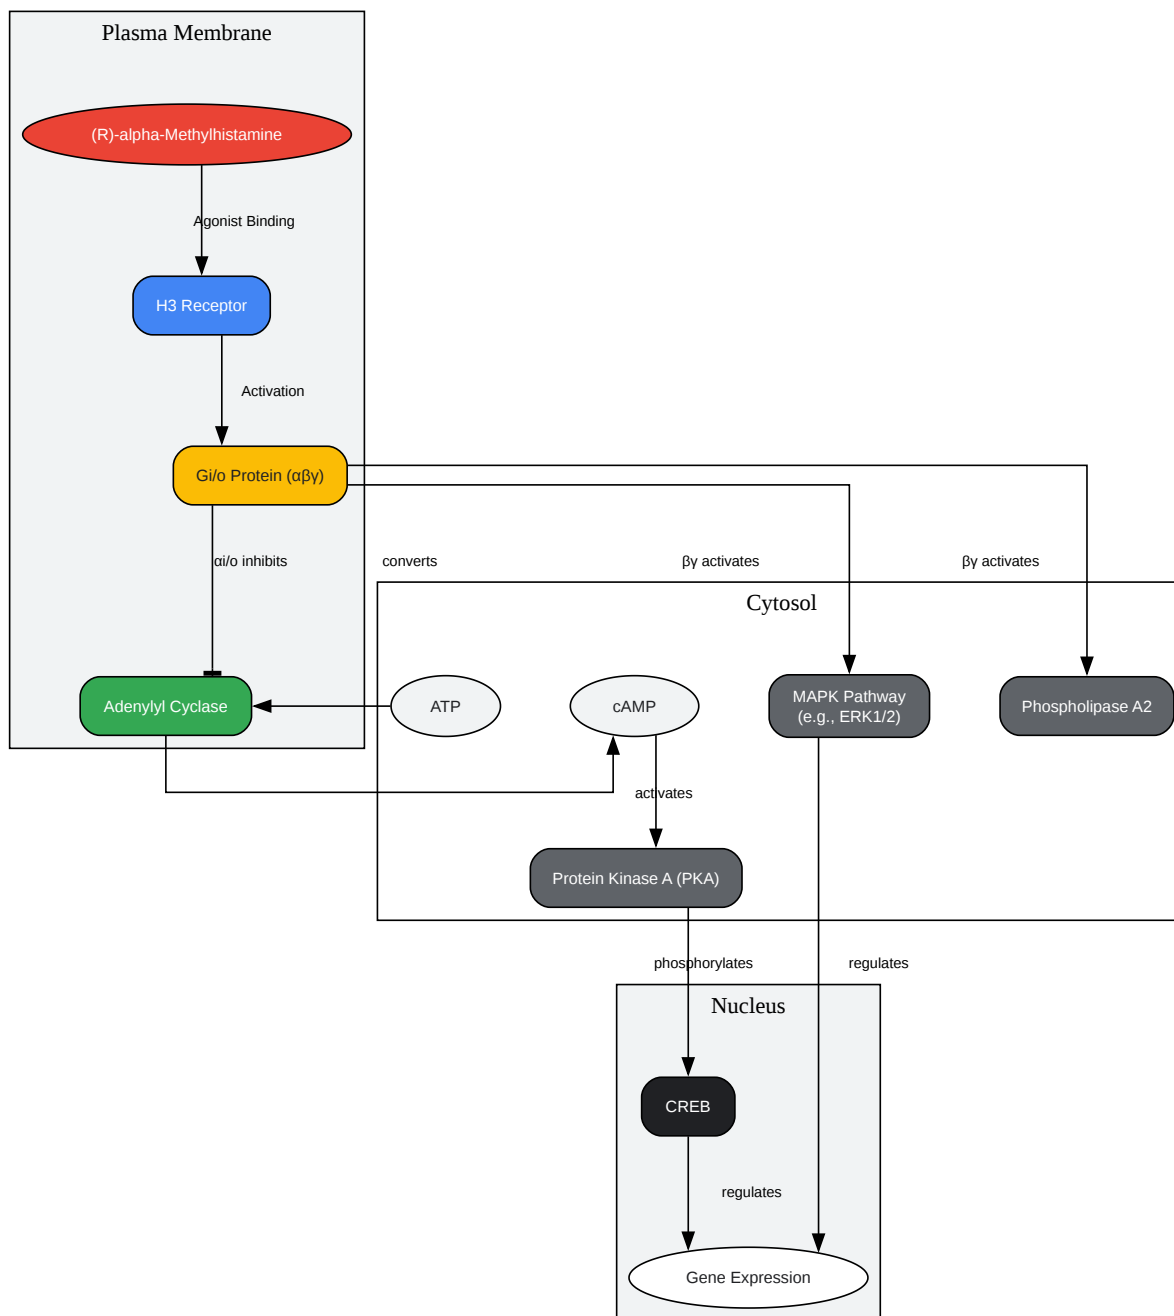 Plasma Membrane
(R)-alpha-Methylhistamine
Agonist Binding
H3 Receptor
Activation
Gi/o Protein (αβγ)
αi/o inhibits
converts
βγ activates
βγ activates
Cytosol
Adenylyl Cyclase
ATP
cAMP
MAPK Pathway
(e.g., ERK1/2)
Phospholipase A2
activates
Protein Kinase A (PKA)
phosphorylates
regulates
Nucleus
CREB
regulates
Gene Expression